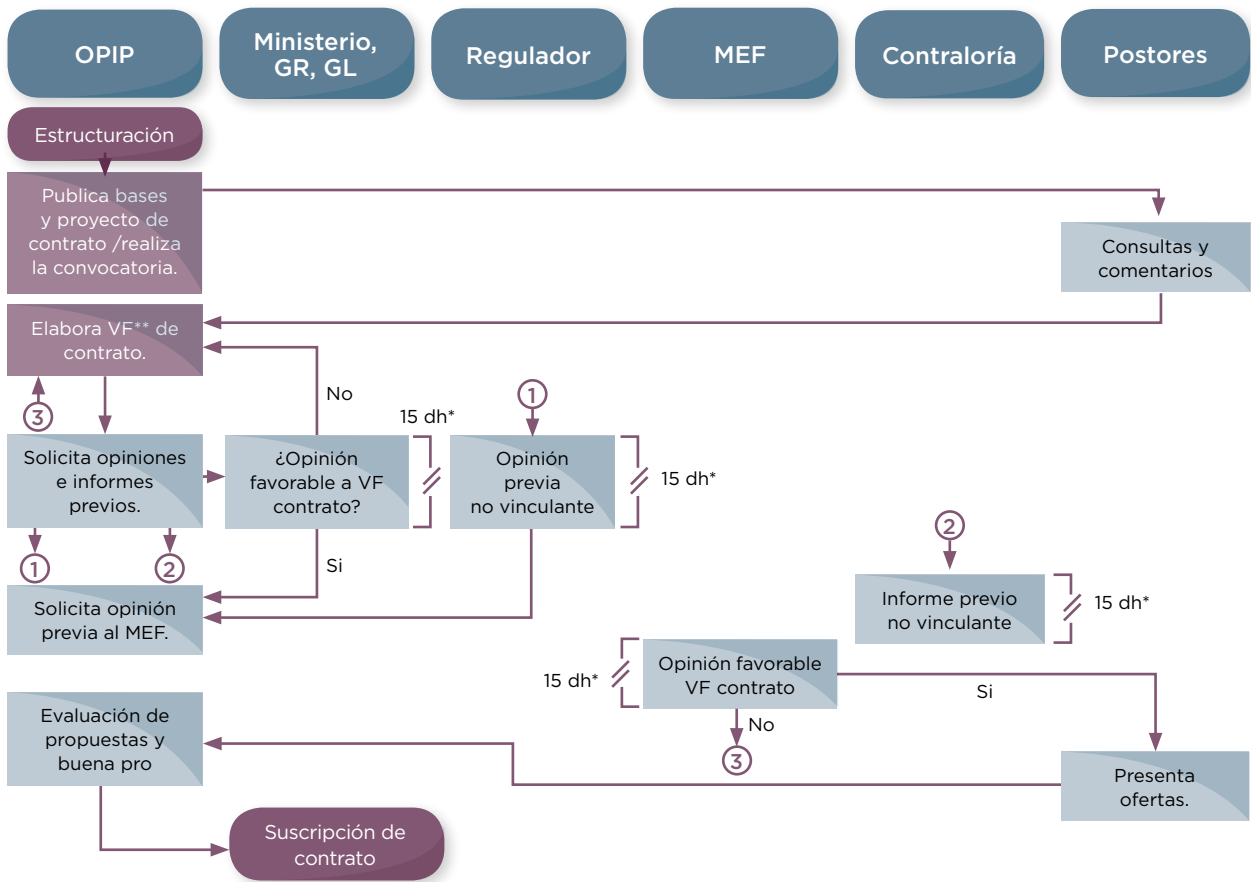 OPIP
Ministerio,
GR, GL
Regulador
MEF
Contraloría
Postores
Estructuración
Publica bases
y proyecto de
contrato /realiza
la convocatoria.
Consultas y
comentarios
Elabora VF** de
contrato.
No
3
1
15 dh*
Solicita opiniones
e informes
previos.
¿Opinión
favorable a VF
contrato?
Opinión
previa
no vinculante
15 dh*
1
2
Si
2
Solicita opinión
previa al MEF.
Informe previo
no vinculante
15 dh*
15 dh*
Opinión favorable
VF contrato
Si
No
3
Evaluación de
propuestas y
buena pro
Presenta
ofertas.
Suscripción de
contrato